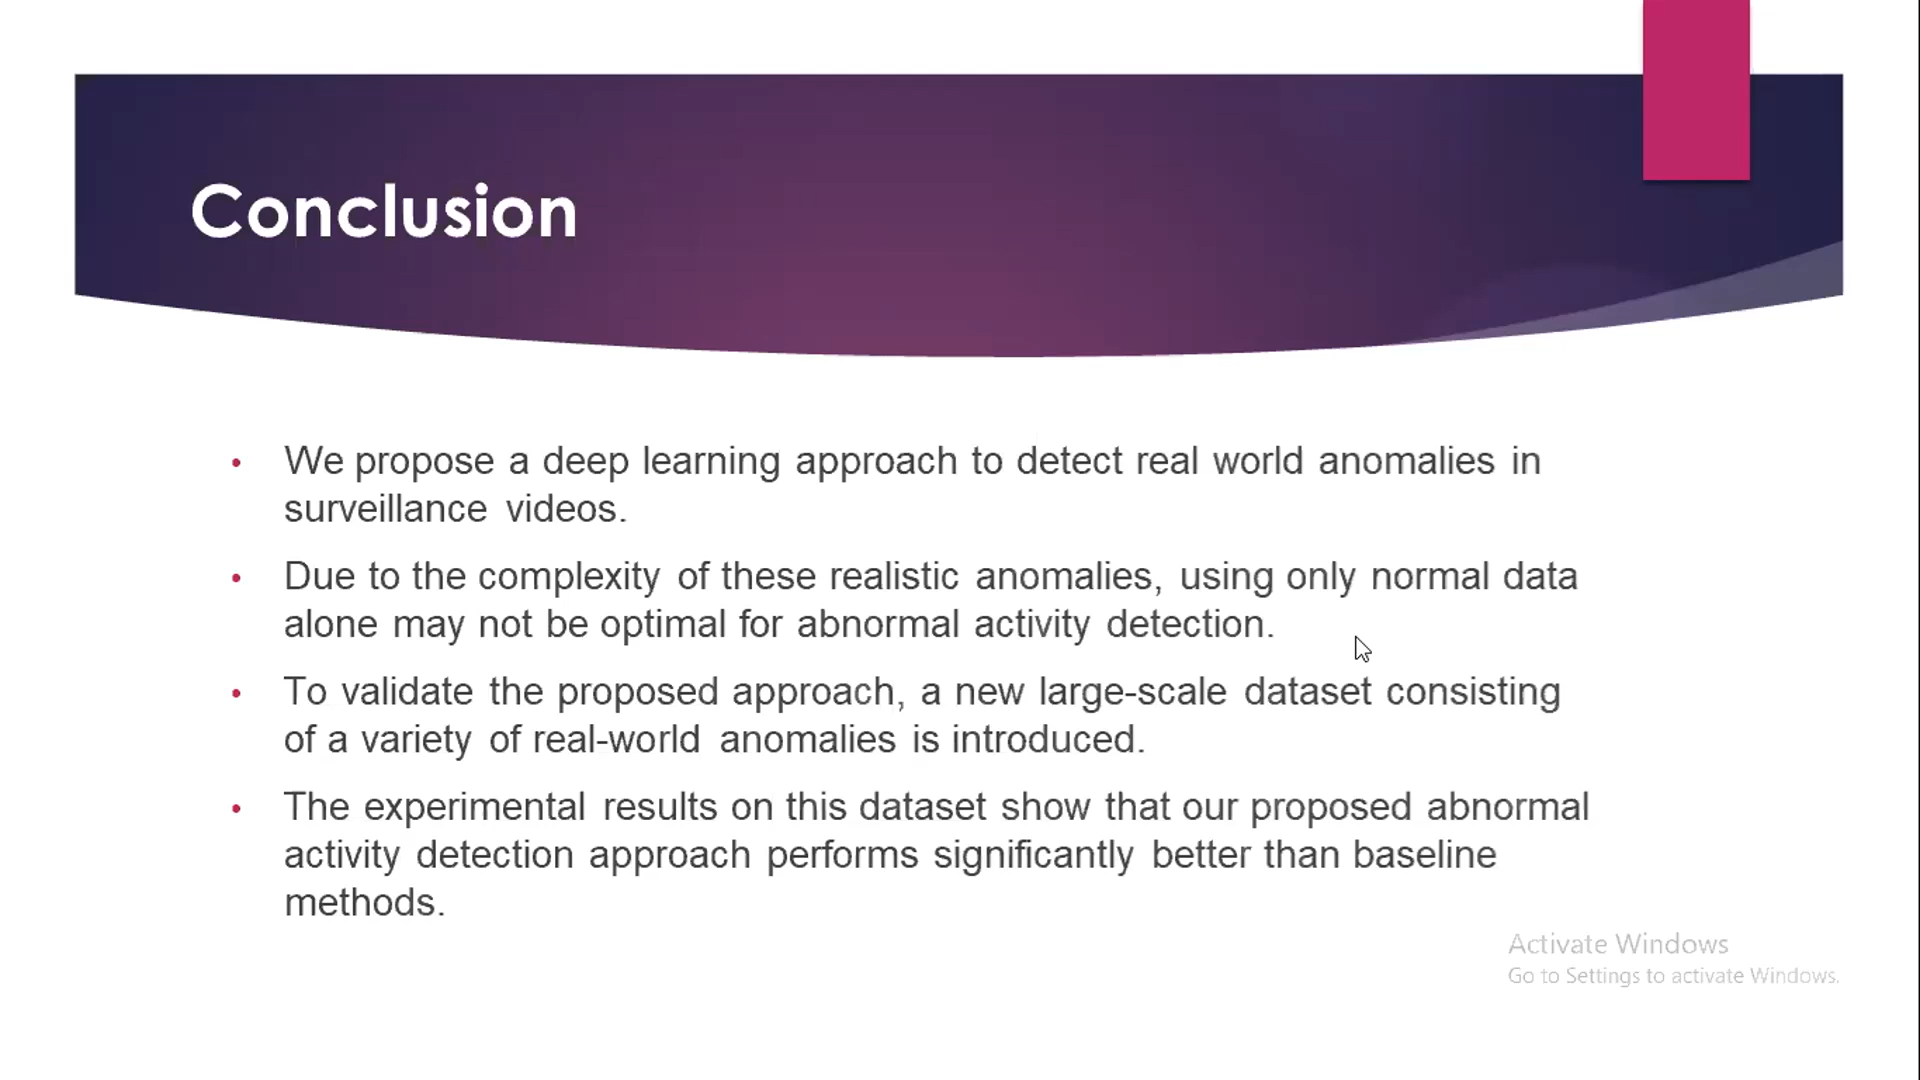 Conclusion
• We propose a deep learning approach to detect real world anomalies in
surveillance videos.
• Due to the complexity of these realistic anomalies, using only normal data
alone may not be optimal for abnormal activity detection.
• To validate the proposed approach, a new large-scale dataset consisting
of a variety of real-world anomalies is introduced.
• The experimental results on this dataset show that our proposed abnormal
activity detection approach performs significantly better than baseline
methods.
Activate Windows
Go to Settings to activate Windows.